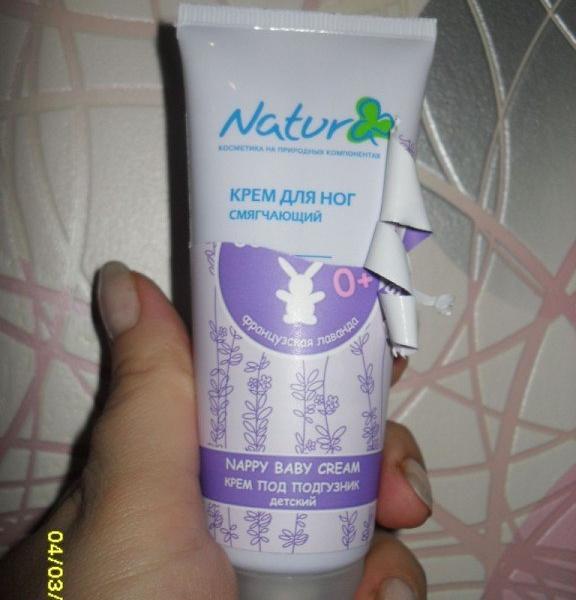 Natura
КОСМЕТИКА НА ПРИРОДНЫХ КОМПОНЕНТАХ
КРЕМ ДЛЯ НОГ
СМЯГЧАЮЩИЙ
0+
французская лаванда
NAPPY BABY CREAM
КРЕМ ПОД ПОДГУЗНИК
детский
04/03/